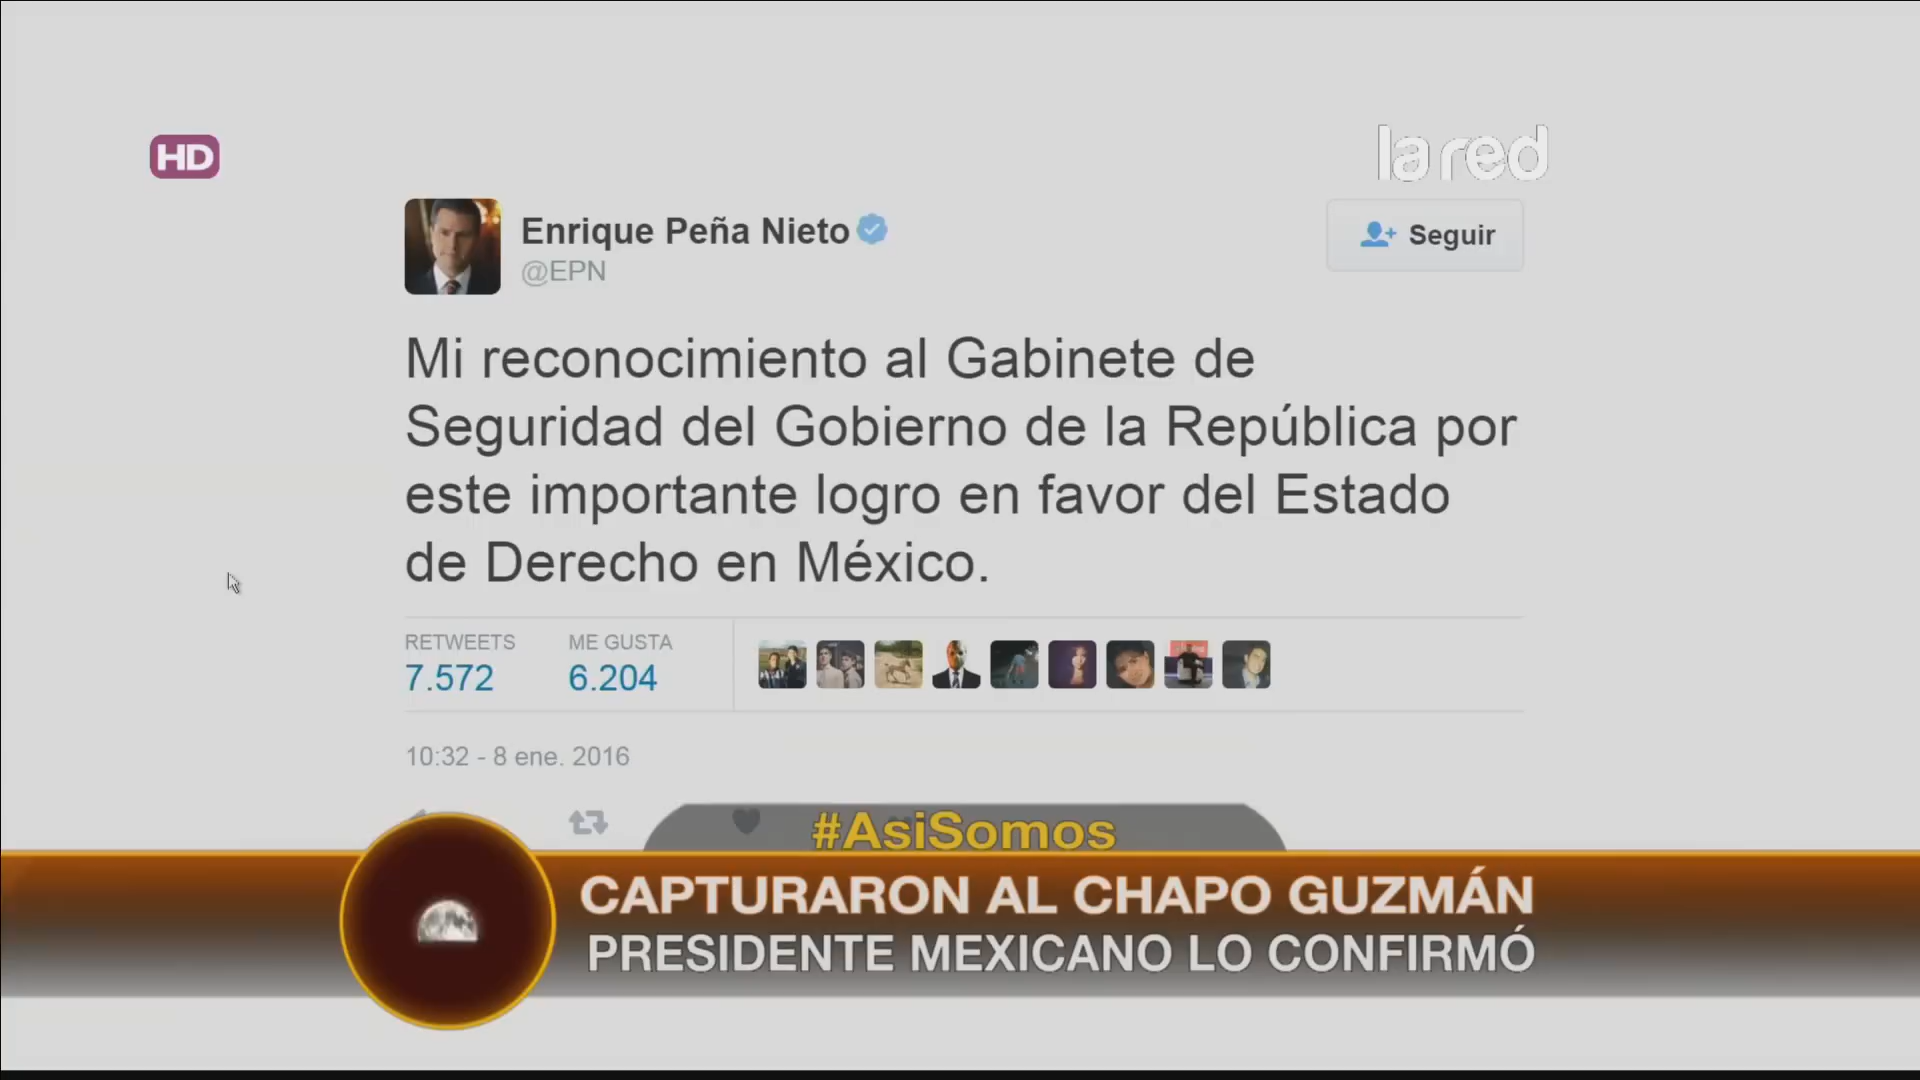 HD
la red
Enrique Peña Nieto
@EPN
Seguir
Mi reconocimiento al Gabinete de
Seguridad del Gobierno de la República por
este importante logro en favor del Estado
de Derecho en México.
RETWEETS
7.572
ME GUSTA
6.204
10:32 - 8 ene. 2016
#AsiSomos
CAPTURARON AL CHAPO GUZMÁN
PRESIDENTE MEXICANO LO CONFIRMÓ